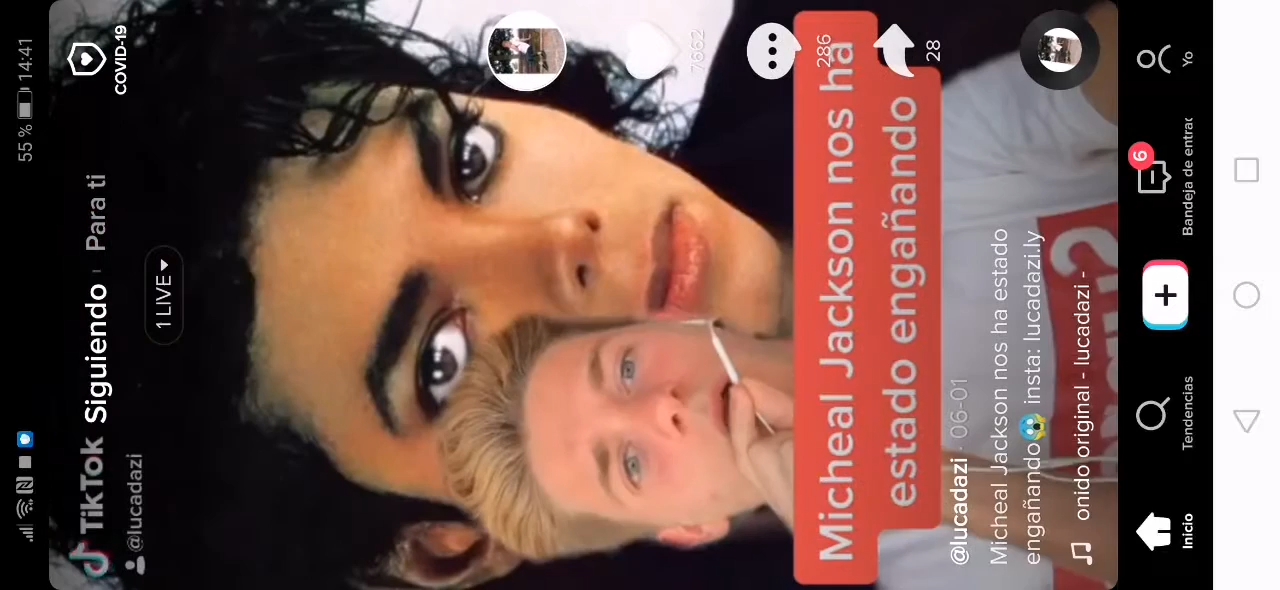 55 % 14:41
TikTok
@lucadazi
Siguiendo Para ti
COVID-19
1 LIVE
7662
286
28
Micheal Jackson nos ha
estado engañando
@lucadazi · 06-01
Micheal Jackson nos ha estado
engañando😱 insta: lucadazi.ly
onido original - lucadazi -
Inicio
Tendencias
6
Bandeja de entrac
Yo